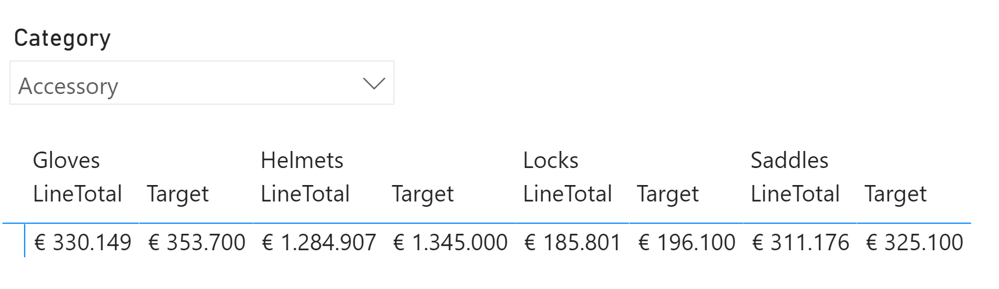 Category
Accessory
Gloves Helmets Locks Saddles
LineTotal Target LineTotal Target LineTotal Target LineTotal Target
€ 330.149 € 353.700 € 1.284.907 € 1.345.000 € 185.801 € 196.100 € 311.176 € 325.100